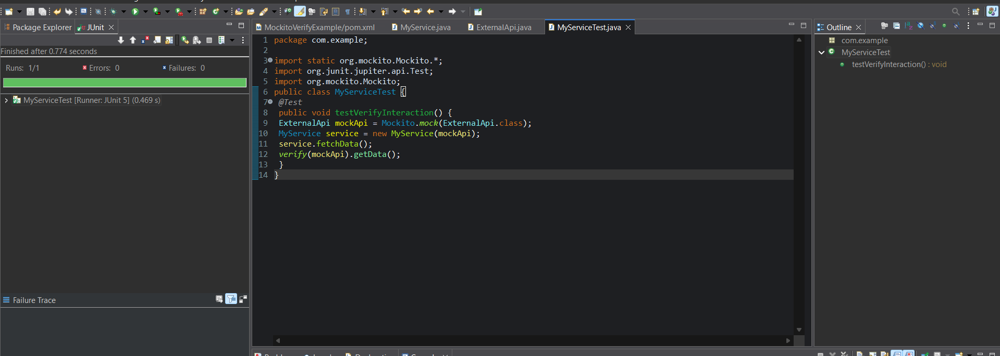 Package Explorer
JUnit
Finished after 0.774 seconds
Runs: 1/1
Errors: 0
Failures: 0
MyServiceTest [Runner: JUnit 5] (0.469 s)
Failure Trace
MockitoVerifyExample/pom.xml
MyService.java
ExternalApi.java
MyServiceTest.java
1 package com.example;
2
3 import static org.mockito.Mockito.*;
4 import org.junit.jupiter.api.Test;
5 import org.mockito.Mockito;
6 public class MyServiceTest {
7 @Test
8 public void testVerifyInteraction() {
9 ExternalApi mockApi = Mockito.mock(ExternalApi.class);
10 MyService service = new MyService(mockApi);
11 service.fetchData();
12 verify(mockApi).getData();
13 }
14 }
Outline
com.example
MyServiceTest
testVerifyInteraction() : void